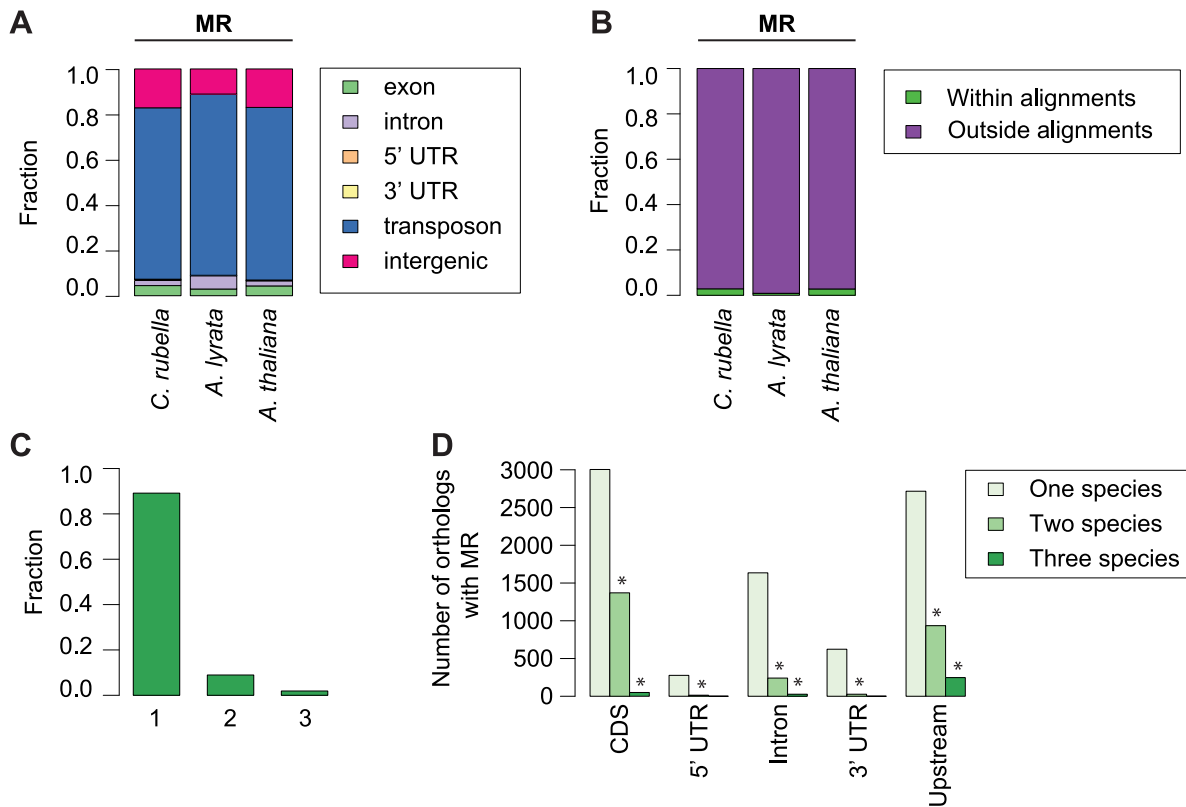 A
MR
Fraction
1.0
0.8
0.6
0.4
0.2
0.0
C. rubella
A. lyrata
A. thaliana
exon
intron
5’ UTR
3’ UTR
transposon
intergenic
B
MR
Fraction
1.0
0.8
0.6
0.4
0.2
0.0
C. rubella
A. lyrata
A. thaliana
Within alignments
Outside alignments
C
Fraction
1.0
0.8
0.6
0.4
0.2
0.0
1
2
3
D
Number of orthologs
with MR
3000
2500
2000
1500
1000
500
0
*
*
*
*
*
*
*
CDS
5’ UTR
Intron
3’ UTR
Upstream
One species
Two species
Three species